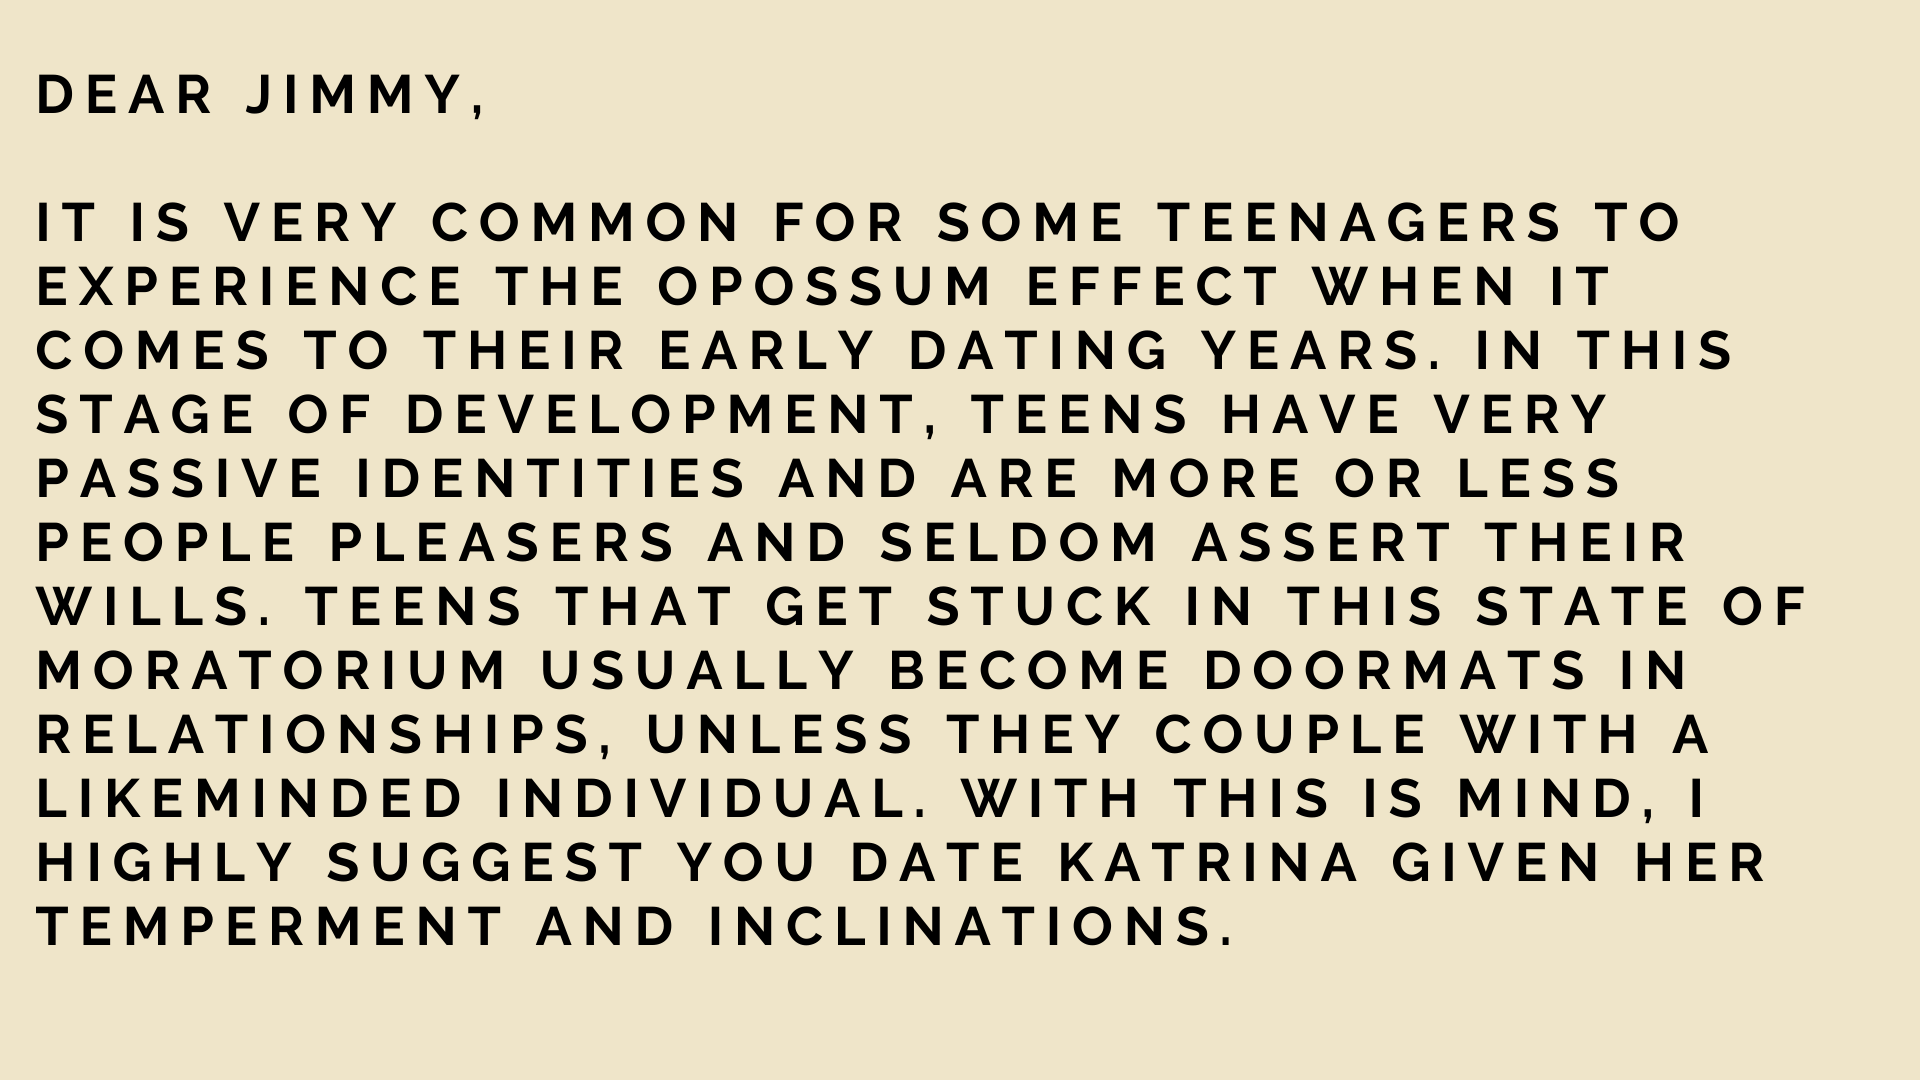 DEAR JIMMY,
IT IS VERY COMMON FOR SOME TEENAGERS TO
EXPERIENCE THE OPOSSUM EFFECT WHEN IT
COMES TO THEIR EARLY DATING YEARS. IN THIS
STAGE OF DEVELOPMENT, TEENS HAVE VERY
PASSIVE IDENTITIES AND ARE MORE OR LESS
PEOPLE PLEASERS AND SELDOM ASSERT THEIR
WILLS. TEENS THAT GET STUCK IN THIS STATE OF
MORATORIUM USUALLY BECOME DOORMATS IN
RELATIONSHIPS, UNLESS THEY COUPLE WITH A
LIKEMINDED INDIVIDUAL. WITH THIS IS MIND, I
HIGHLY SUGGEST YOU DATE KATRINA GIVEN HER
TEMPERMENT AND INCLINATIONS.